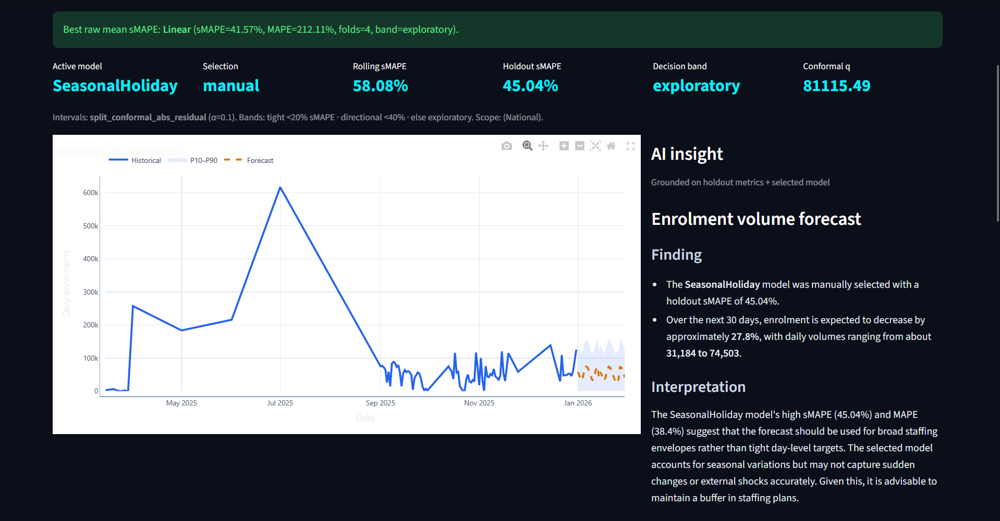 Best raw mean sMAPE: Linear (sMAPE=41.57%, MAPE=212.11%, folds=4, band=exploratory).
Active model
SeasonalHoliday
Selection
manual
Rolling sMAPE
58.08%
Holdout sMAPE
45.04%
Decision band
exploratory
Conformal q
81115.49
Intervals: split_conformal_abs_residual (α=0.1). Bands: tight <20% sMAPE · directional <40% · else exploratory. Scope: (National).
Enrolment volume forecast
Historical
P10–P90
Forecast
600k
500k
400k
300k
200k
100k
0
Daily enrolments
May 2025
Jul 2025
Sep 2025
Nov 2025
Jan 2026
Date
AI insight
Grounded on holdout metrics + selected model
Enrolment volume forecast
Finding
• The SeasonalHoliday model was manually selected with a
holdout sMAPE of 45.04%.
• Over the next 30 days, enrolment is expected to decrease by
approximately 27.8%, with daily volumes ranging from about
31,184 to 74,503.
Interpretation
The SeasonalHoliday model's high sMAPE (45.04%) and MAPE
(38.4%) suggest that the forecast should be used for broad staffing
envelopes rather than tight day-level targets. The selected model
accounts for seasonal variations but may not capture sudden
changes or external shocks accurately. Given this, it is advisable to
maintain a buffer in staffing plans.